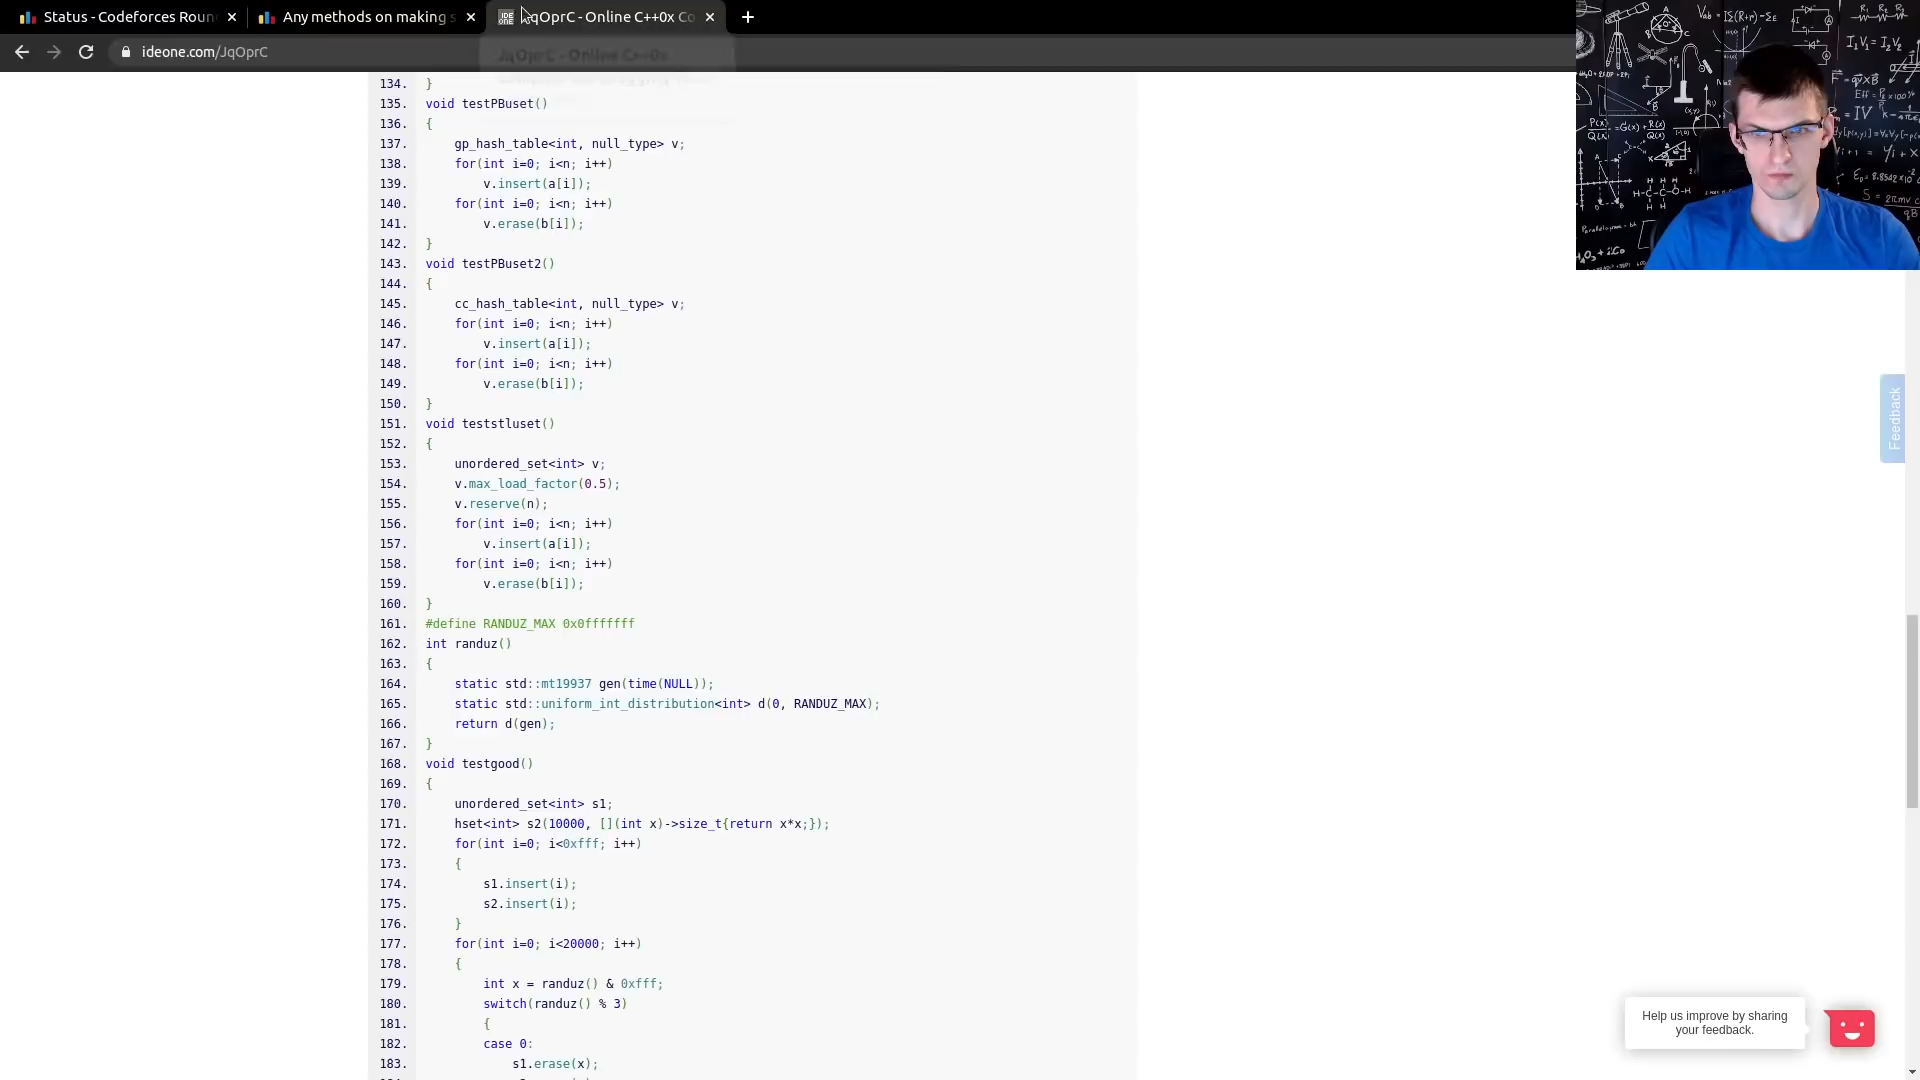 Status - Codeforces Roun
Any methods on making s
JqOprC - Online C++0x Co
ideone.com/JqOprC
JqOprC - Online C++0x
134. }
135. void testPBuset()
136. {
137. gp_hash_table<int, null_type> v;
138. for(int i=0; i<n; i++)
139. v.insert(a[i]);
140. for(int i=0; i<n; i++)
141. v.erase(b[i]);
142. }
143. void testPBuset2()
144. {
145. cc_hash_table<int, null_type> v;
146. for(int i=0; i<n; i++)
147. v.insert(a[i]);
148. for(int i=0; i<n; i++)
149. v.erase(b[i]);
150. }
151. void teststluset()
152. {
153. unordered_set<int> v;
154. v.max_load_factor(0.5);
155. v.reserve(n);
156. for(int i=0; i<n; i++)
157. v.insert(a[i]);
158. for(int i=0; i<n; i++)
159. v.erase(b[i]);
160. }
161. #define RANDUZ_MAX 0x0fffffff
162. int randuz()
163. {
164. static std::mt19937 gen(time(NULL));
165. static std::uniform_int_distribution<int> d(0, RANDUZ_MAX);
166. return d(gen);
167. }
168. void testgood()
169. {
170. unordered_set<int> s1;
171. hset<int> s2(10000, [](int x)->size_t{return x*x;});
172. for(int i=0; i<0xfff; i++)
173. {
174. s1.insert(i);
175. s2.insert(i);
176. }
177. for(int i=0; i<20000; i++)
178. {
179. int x = randuz() & 0xfff;
180. switch(randuz() % 3)
181. {
182. case 0:
183. s1.erase(x);
Feedback
Help us improve by sharing
your feedback.